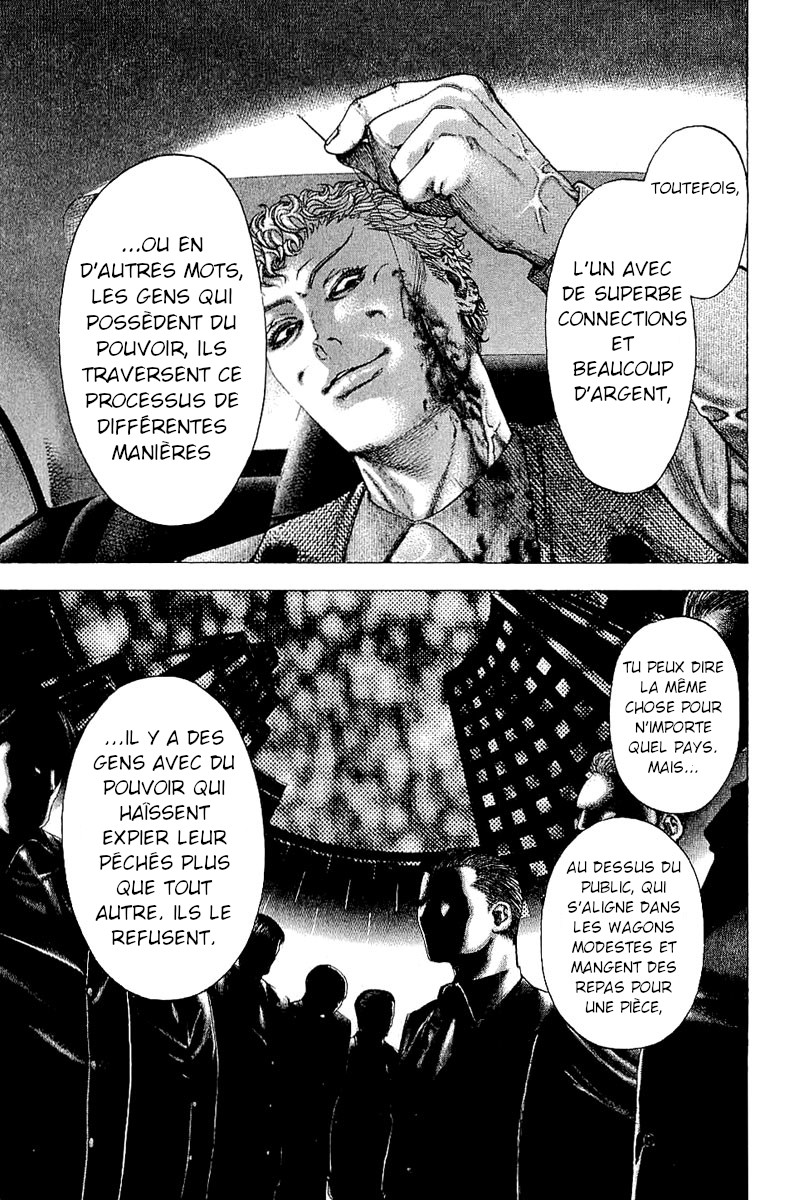 TOUTEFOIS,
L'UN AVEC
DE SUPERBE
CONNECTIONS
ET
BEAUCOUP
D'ARGENT,
...OU EN
D'AUTRES MOTS,
LES GENS QUI
POSSÈDENT DU
POUVOIR, ILS
TRAVERSENT CE
PROCESSUS DE
DIFFÉRENTES
MANIÈRES
TU PEUX DIRE
LA MÊME
CHOSE POUR
N'IMPORTE
QUEL PAYS.
MAIS...
AU DESSUS DU
PUBLIC, QUI
S'ALIGNE DANS
LES WAGONS
MODESTES ET
MANGENT DES
REPAS POUR
UNE PIÈCE,
...IL Y A DES
GENS AVEC DU
POUVOIR QUI
HAÏSSENT
EXPIER LEUR
PÉCHÉS PLUS
QUE TOUT
AUTRE. ILS LE
REFUSENT.